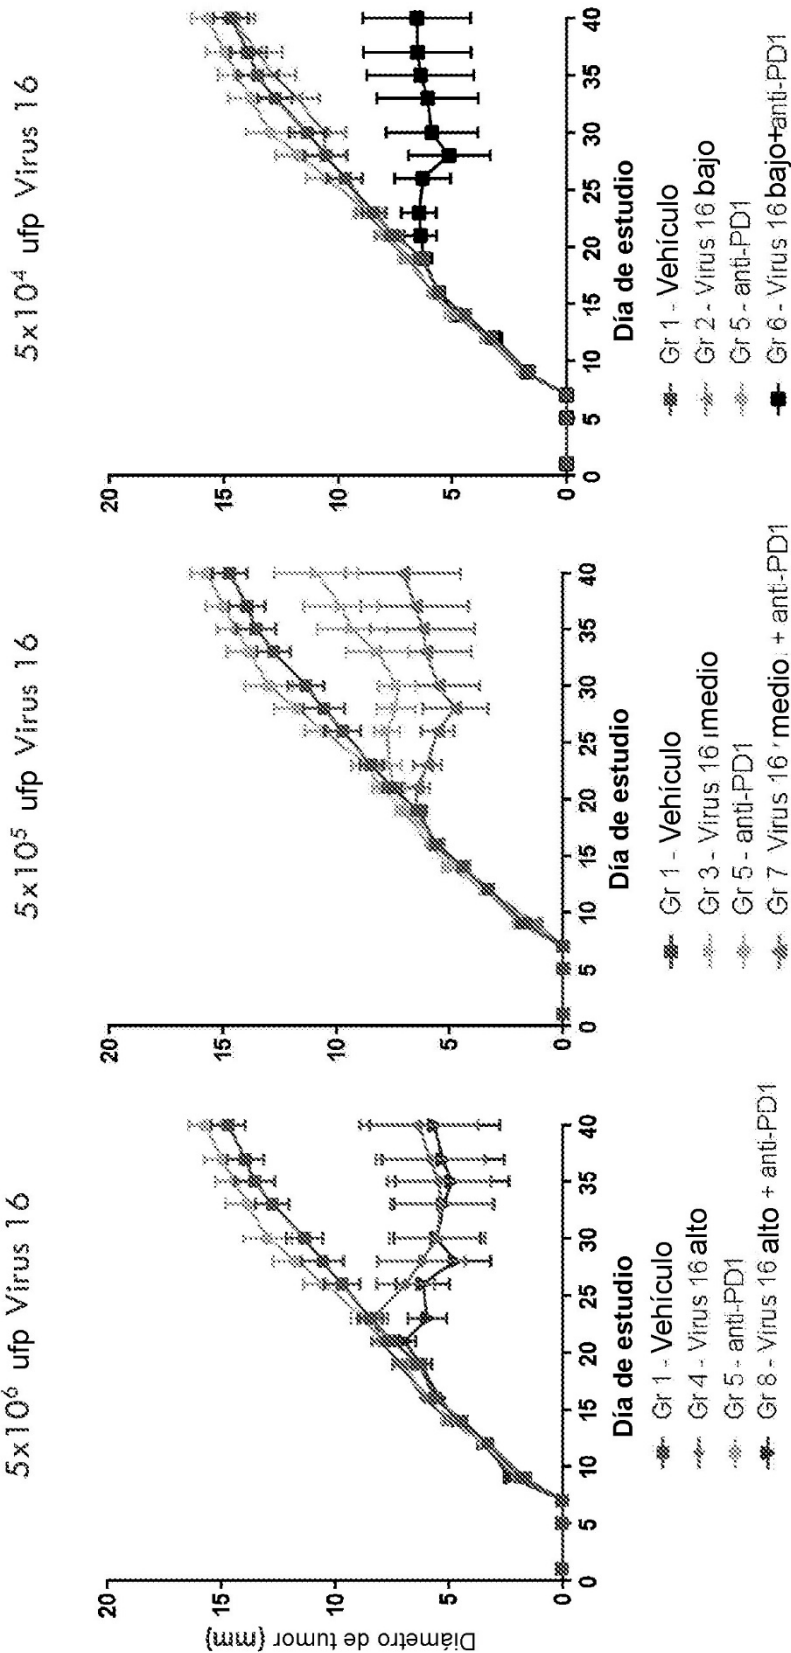 5x10⁶ ufp Virus 16
Diámetro de tumor (mm)
20
15
10
5
0
0 5 10 15 20 25 30 35 40
Día de estudio
Gr 1 - Vehículo
Gr 4 - Virus 16 alto
Gr 5 - anti-PD1
Gr 8 - Virus 16 alto + anti-PD1
5x10⁵ ufp Virus 16
20
15
10
5
0
0 5 10 15 20 25 30 35 40
Día de estudio
Gr 1 - Vehículo
Gr 3 - Virus 16 medio
Gr 5 - anti-PD1
Gr 7 Virus 16 medio + anti-PD1
5x10⁴ ufp Virus 16
20
15
10
5
0
0 5 10 15 20 25 30 35 40
Día de estudio
Gr 1 - Vehículo
Gr 2 - Virus 16 bajo
Gr 5 - anti-PD1
Gr 6 - Virus 16 bajo+anti-PD1